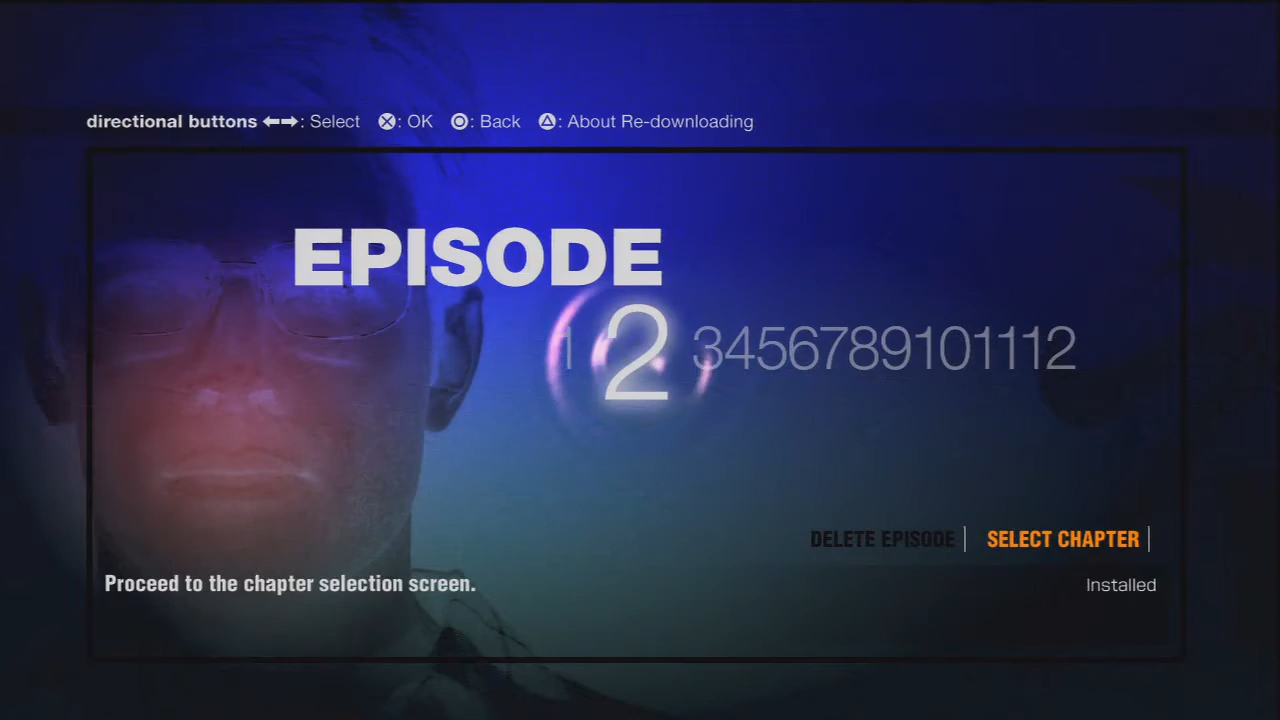 directional buttons ⬅➡: Select ⊗: OK ◎: Back △: About Re-downloading
EPISODE
1 2 3456789101112
DELETE EPISODE | SELECT CHAPTER |
Proceed to the chapter selection screen.
Installed